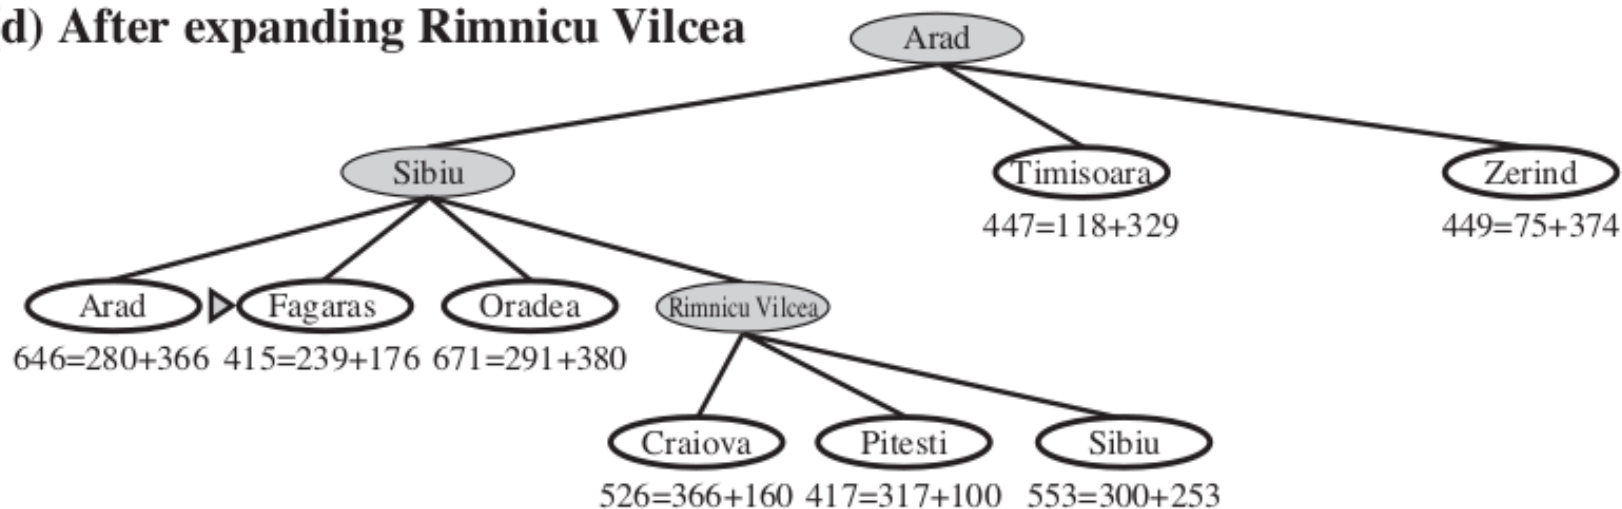 d) After expanding Rimnicu Vilcea
Arad
Sibiu
Timisoara
Zerind
447=118+329
449=75+374
Arad
Fagaras
Oradea
Rimnicu Vilcea
646=280+366
415=239+176
671=291+380
Craiova
Pitesti
Sibiu
526=366+160
417=317+100
553=300+253